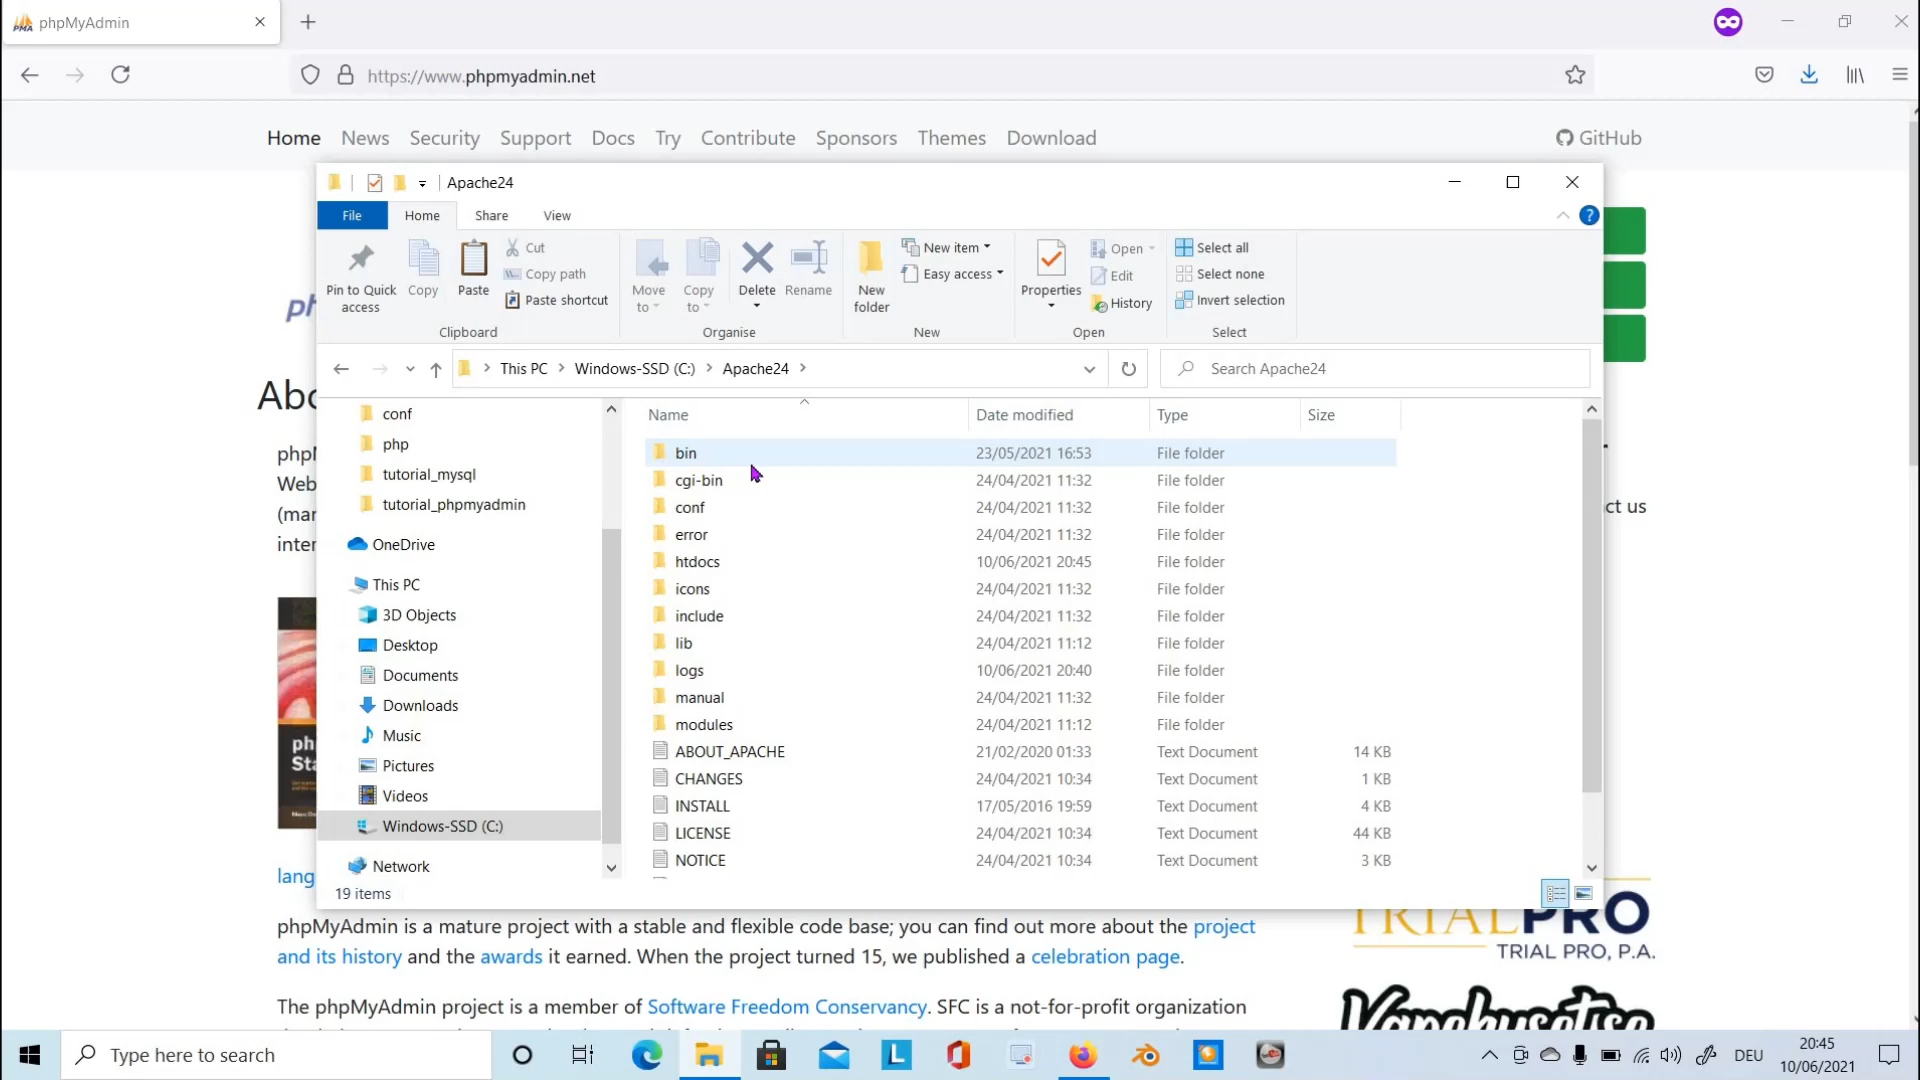 phpMyAdmin
https://www.phpmyadmin.net
Home News Security Support Docs Try Contribute Sponsors Themes Download GitHub
Apache24
File Home Share View
Pin to Quick access
Copy
Paste
Cut
Copy path
Paste shortcut
Clipboard
Move to
Copy to
Delete
Rename
Organise
New folder
New item
Easy access
New
Properties
Open
Edit
History
Open
Select all
Select none
Invert selection
Select
This PC Windows-SSD (C:) Apache24
Search Apache24
conf
php
tutorial_mysql
tutorial_phpmyadmin
OneDrive
This PC
3D Objects
Desktop
Documents
Downloads
Music
Pictures
Videos
Windows-SSD (C:)
Network
Name Date modified Type Size
bin 23/05/2021 16:53 File folder
cgi-bin 24/04/2021 11:32 File folder
conf 24/04/2021 11:32 File folder
error 24/04/2021 11:32 File folder
htdocs 10/06/2021 20:45 File folder
icons 24/04/2021 11:32 File folder
include 24/04/2021 11:32 File folder
lib 24/04/2021 11:12 File folder
logs 10/06/2021 20:40 File folder
manual 24/04/2021 11:32 File folder
modules 24/04/2021 11:12 File folder
ABOUT_APACHE 21/02/2020 01:33 Text Document 14 KB
CHANGES 24/04/2021 10:34 Text Document 1 KB
INSTALL 17/05/2016 19:59 Text Document 4 KB
LICENSE 24/04/2021 10:34 Text Document 44 KB
NOTICE 24/04/2021 10:34 Text Document 3 KB
19 items
ct us
TRIALPRO
TRIAL PRO, P.A.
phpMyAdmin is a mature project with a stable and flexible code base; you can find out more about the project
and its history and the awards it earned. When the project turned 15, we published a celebration page.
The phpMyAdmin project is a member of Software Freedom Conservancy. SFC is a not-for-profit organization
Type here to search
DEU
20:45
10/06/2021